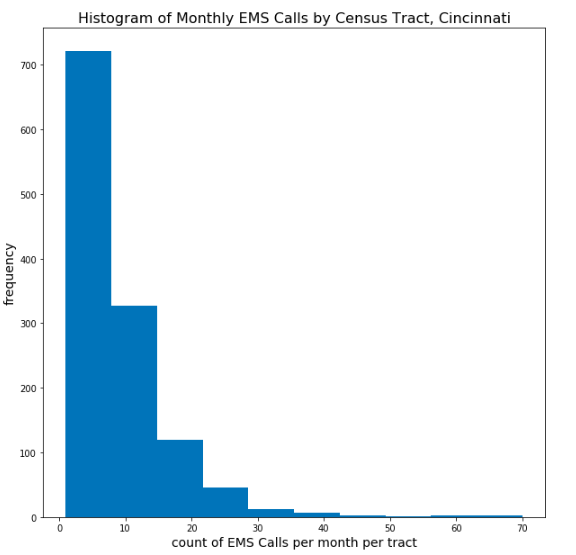 Histogram of Monthly EMS Calls by Census Tract, Cincinnati
700
600
500
400
300
200
100
0
frequency
0 10 20 30 40 50 60 70
count of EMS Calls per month per tract